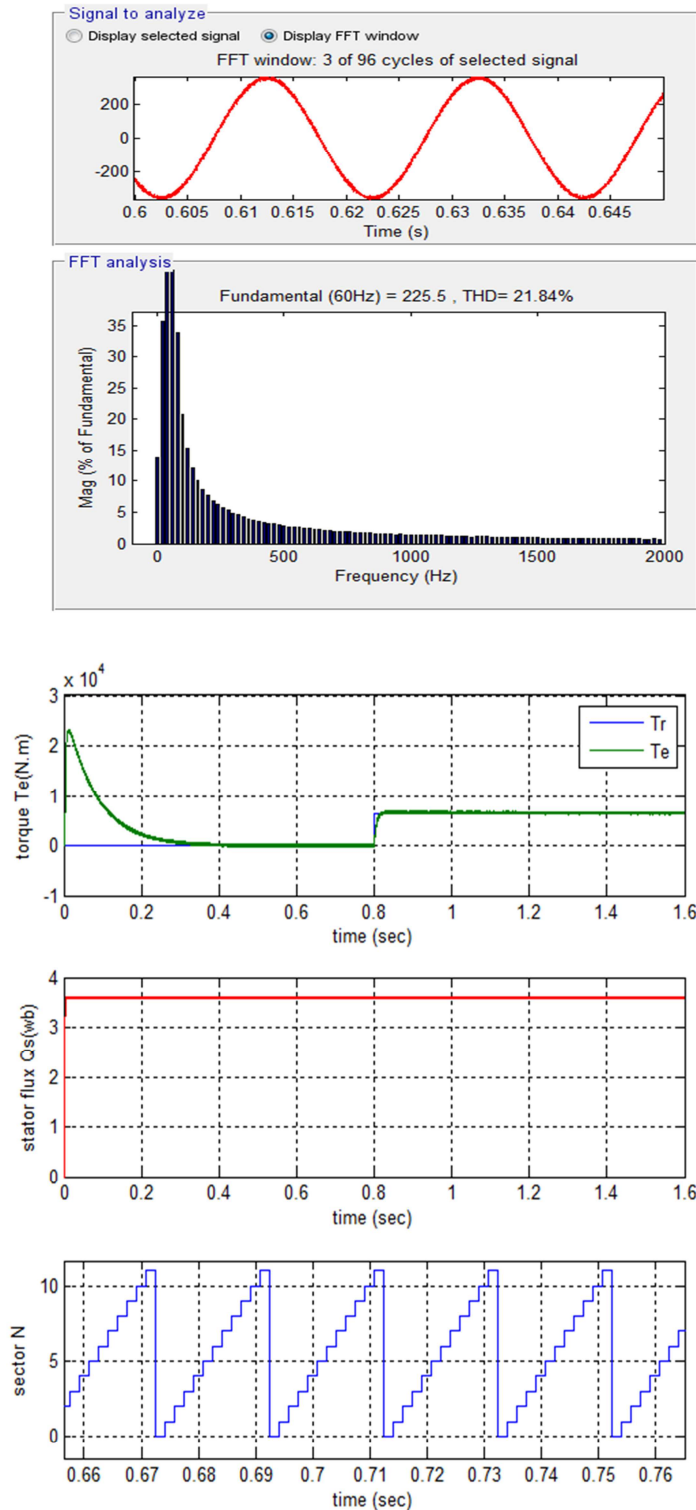 Signal to analyze
Display selected signal Display FFT window
FFT window: 3 of 96 cycles of selected signal
200
0
-200
0.6 0.605 0.61 0.615 0.62 0.625 0.63 0.635 0.64 0.645
Time (s)
FFT analysis
Fundamental (60Hz) = 225.5 , THD= 21.84%
Mag (% of Fundamental)
35
30
25
20
15
10
5
0
0 500 1000 1500 2000
Frequency (Hz)
x 10^4
torque Te(N.m)
3
2
1
0
-1
Tr
Te
0 0.2 0.4 0.6 0.8 1 1.2 1.4 1.6
time (sec)
stator flux Qs(wb)
4
3
2
1
0
0 0.2 0.4 0.6 0.8 1 1.2 1.4 1.6
time (sec)
sector N
10
5
0
0.66 0.67 0.68 0.69 0.7 0.71 0.72 0.73 0.74 0.75 0.76
time (sec)